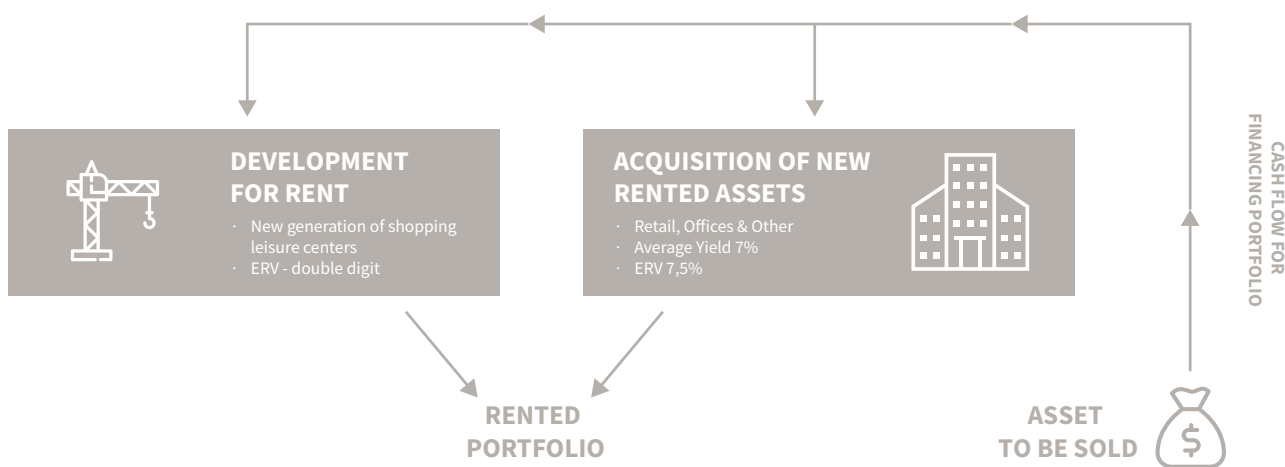 DEVELOPMENT
FOR RENT
· New generation of shopping
leisure centers
· ERV - double digit
ACQUISITION OF NEW
RENTED ASSETS
· Retail, Offices & Other
· Average Yield 7%
· ERV 7,5%
CASH FLOW FOR
FINANCING PORTFOLIO
RENTED
PORTFOLIO
ASSET
TO BE SOLD
$